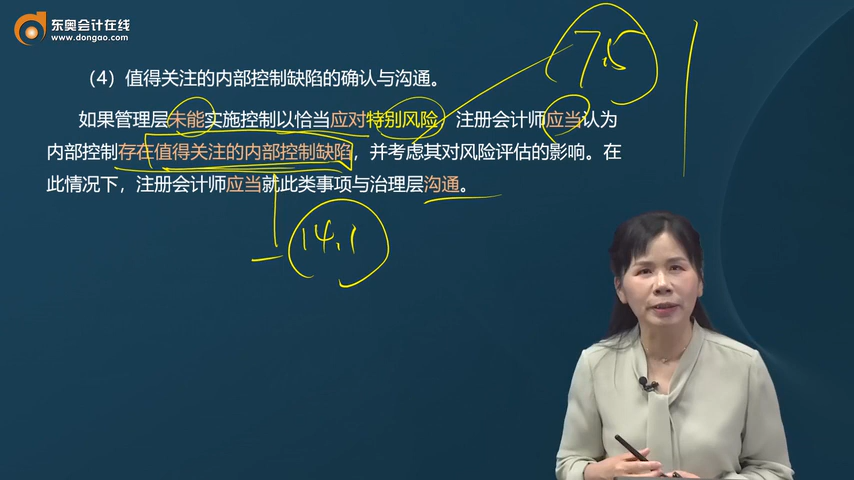 东奥会计在线
www.dongao.com
7.5
（4）值得关注的内部控制缺陷的确认与沟通。
如果管理层未能实施控制以恰当应对特别风险，注册会计师应当认为
内部控制存在值得关注的内部控制缺陷，并考虑其对风险评估的影响。在
此情况下，注册会计师应当就此类事项与治理层沟通。
14.1